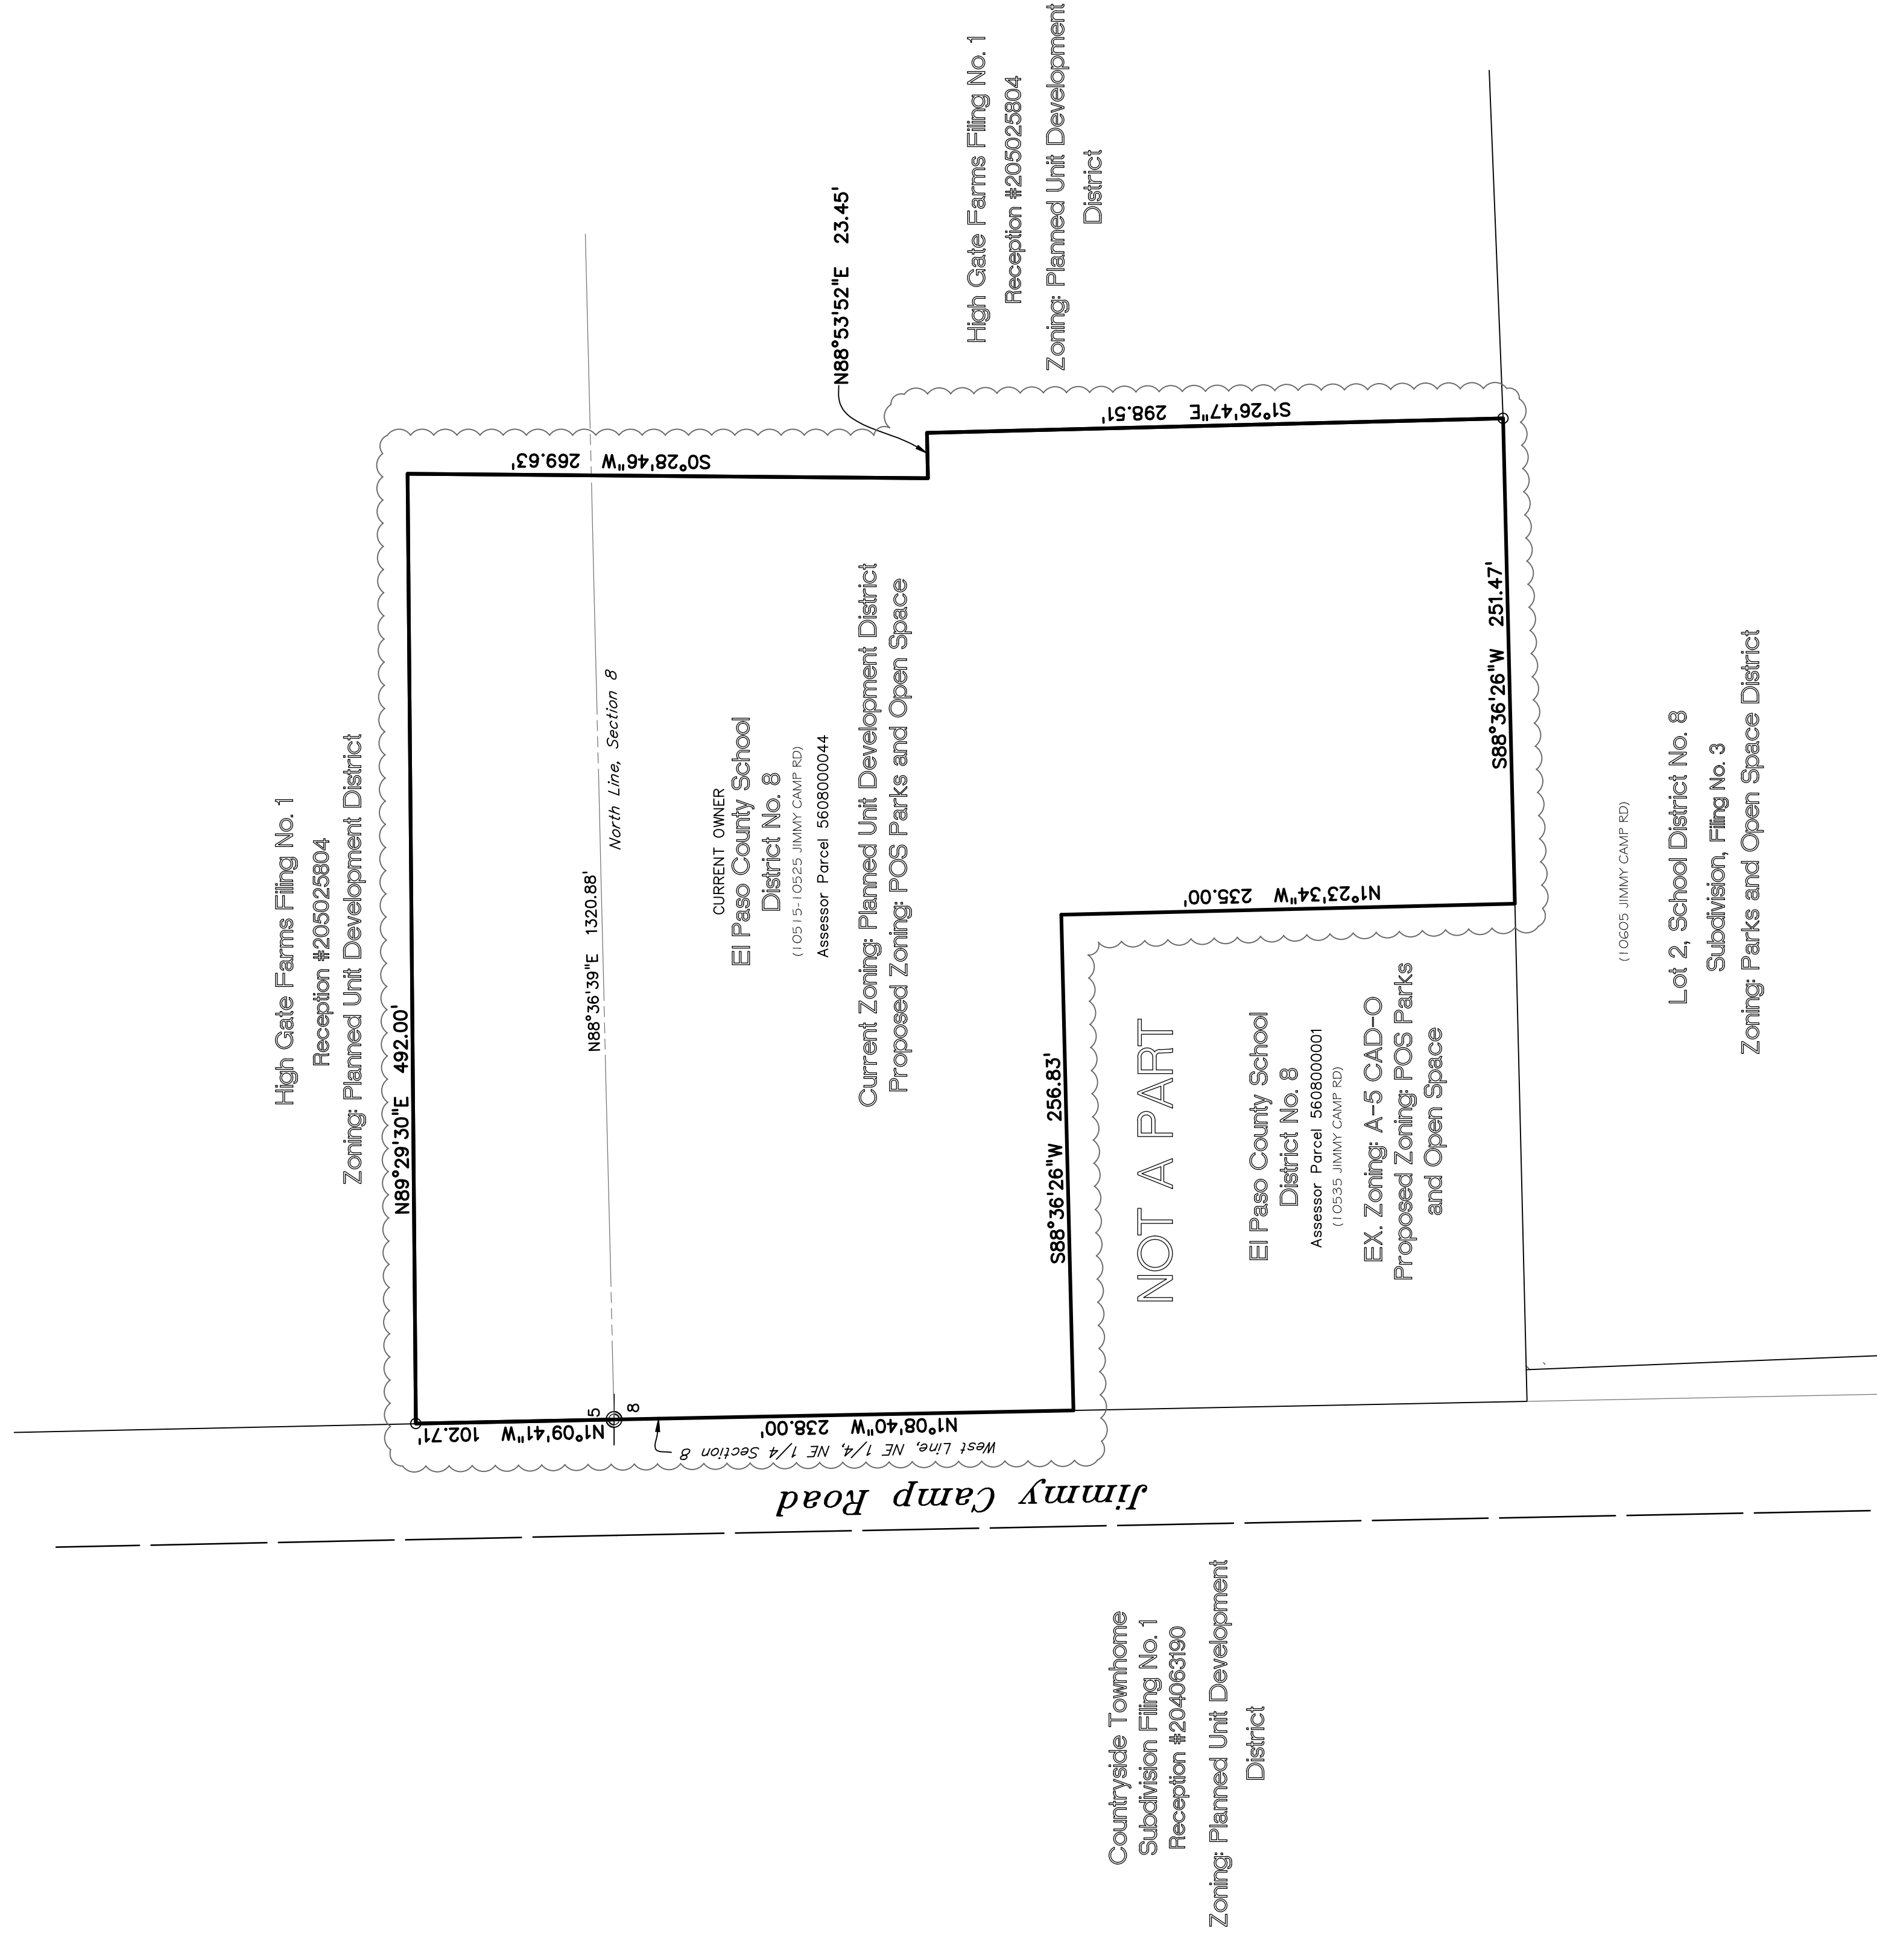 High Gate Farms Filing No. 1
Reception #205025804
Zoning: Planned Unit Development District
N89°29'30"E 492.00'
N88°36'39"E 1320.88'
North Line, Section 8
S0°28'46"W 269.63'
N88°53'52"E 23.45'
High Gate Farms Filing No. 1
Reception #205025804
Zoning: Planned Unit Development
District
S1°26'47"E 298.51'
CURRENT OWNER
El Paso County School
District No. 8
(10515-10525 JIMMY CAMP RD)
Assessor Parcel 5608000044
Current Zoning: Planned Unit Development District
Proposed Zoning: POS Parks and Open Space
N1°09'41"W 102.71'
5
8
N1°08'40"W 238.00'
West Line, NE 1/4, NE 1/4 Section 8
Jimmy Camp Road
S88°36'26"W 256.83'
N1°23'34"W 235.00'
S88°36'26"W 251.47'
NOT A PART
El Paso County School
District No. 8
Assessor Parcel 5608000001
(10535 JIMMY CAMP RD)
EX. Zoning: A-5 CAD-O
Proposed Zoning: POS Parks
and Open Space
(10605 JIMMY CAMP RD)
Lot 2, School District No. 8
Subdivision, Filing No. 3
Zoning: Parks and Open Space District
Countryside Townhome
Subdivision Filing No. 1
Reception #204063190
Zoning: Planned Unit Development
District